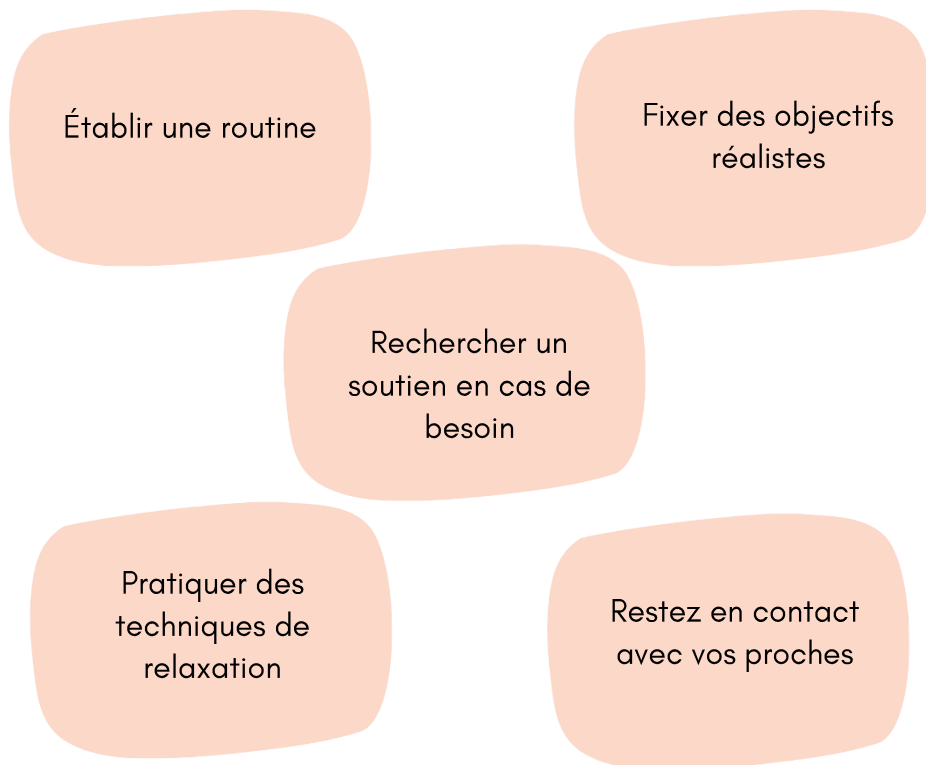 Établir une routine
Fixer des objectifs
réalistes
Rechercher un
soutien en cas de
besoin
Pratiquer des
techniques de
relaxation
Restez en contact
avec vos proches